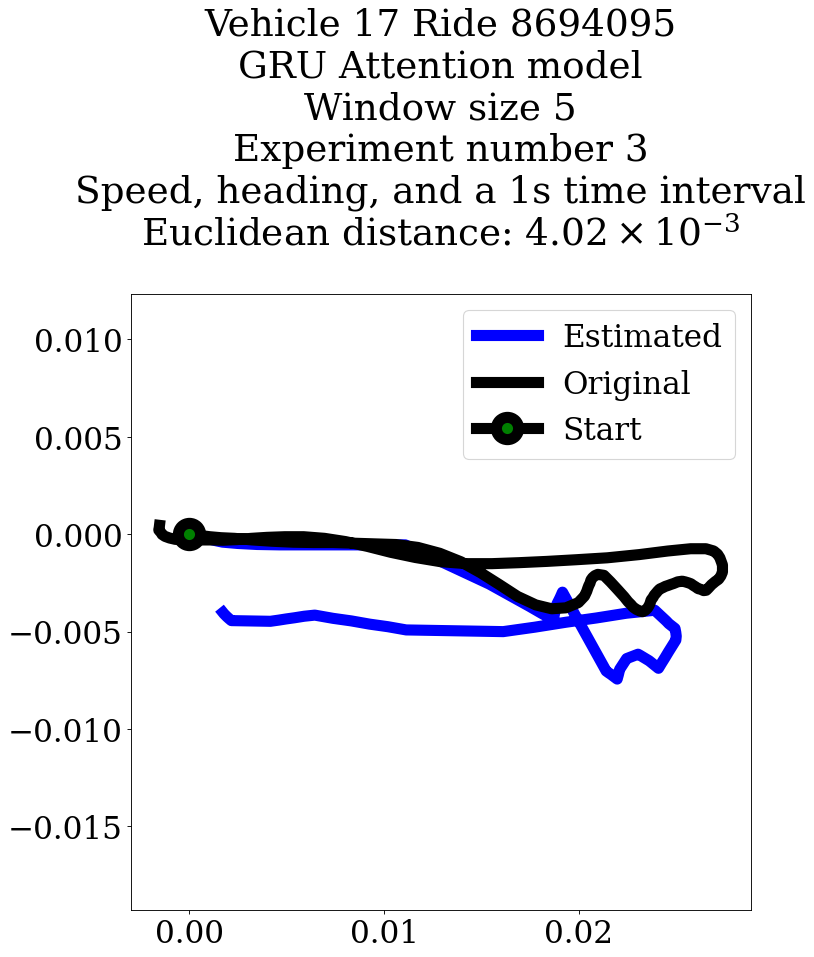 Vehicle 17 Ride 8694095
GRU Attention model
Window size 5
Experiment number 3
Speed, heading, and a 1s time interval
Euclidean distance: 4.02 × 10⁻³
Estimated
Original
Start
0.010
0.005
0.000
−0.005
−0.010
−0.015
0.00 0.01 0.02